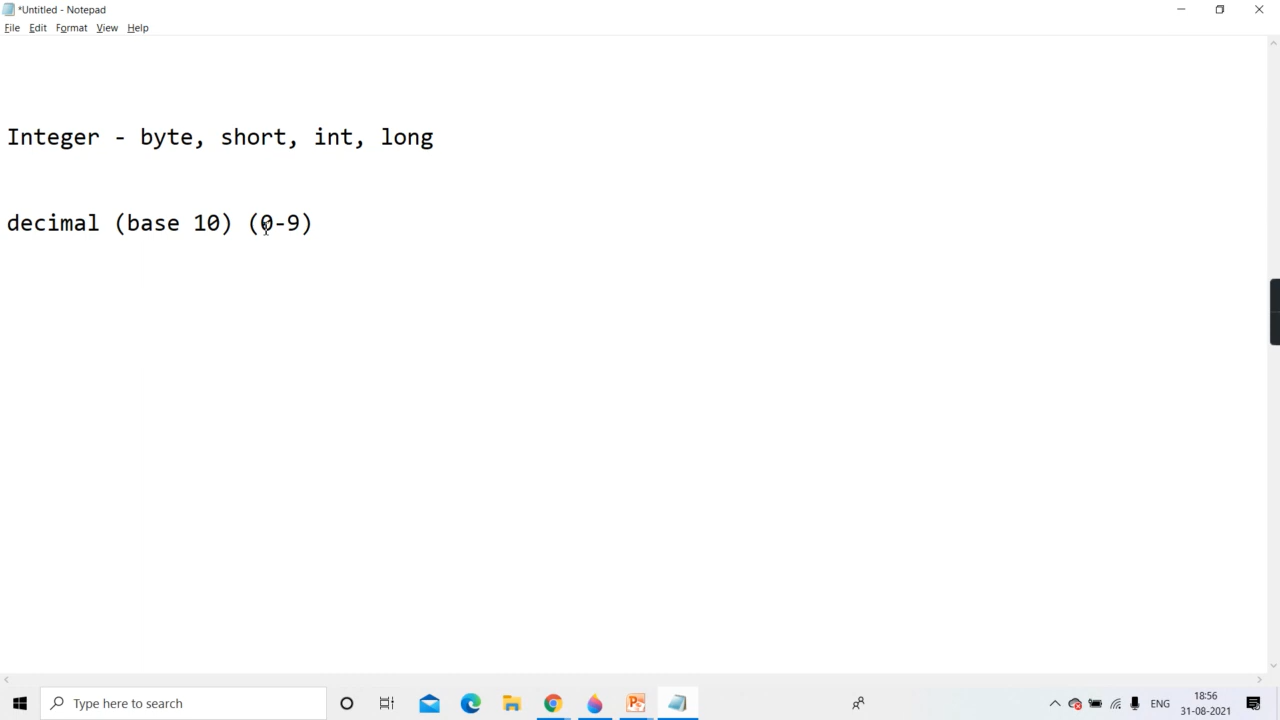 *Untitled - Notepad
File Edit Format View Help
Integer - byte, short, int, long
decimal (base 10) (0-9)
Type here to search
ENG
18:56
31-08-2021